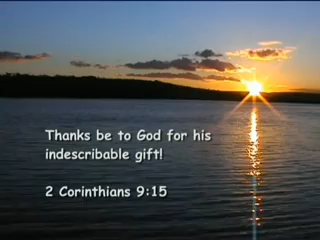 Thanks be to God for his
indescribable gift!
2 Corinthians 9:15